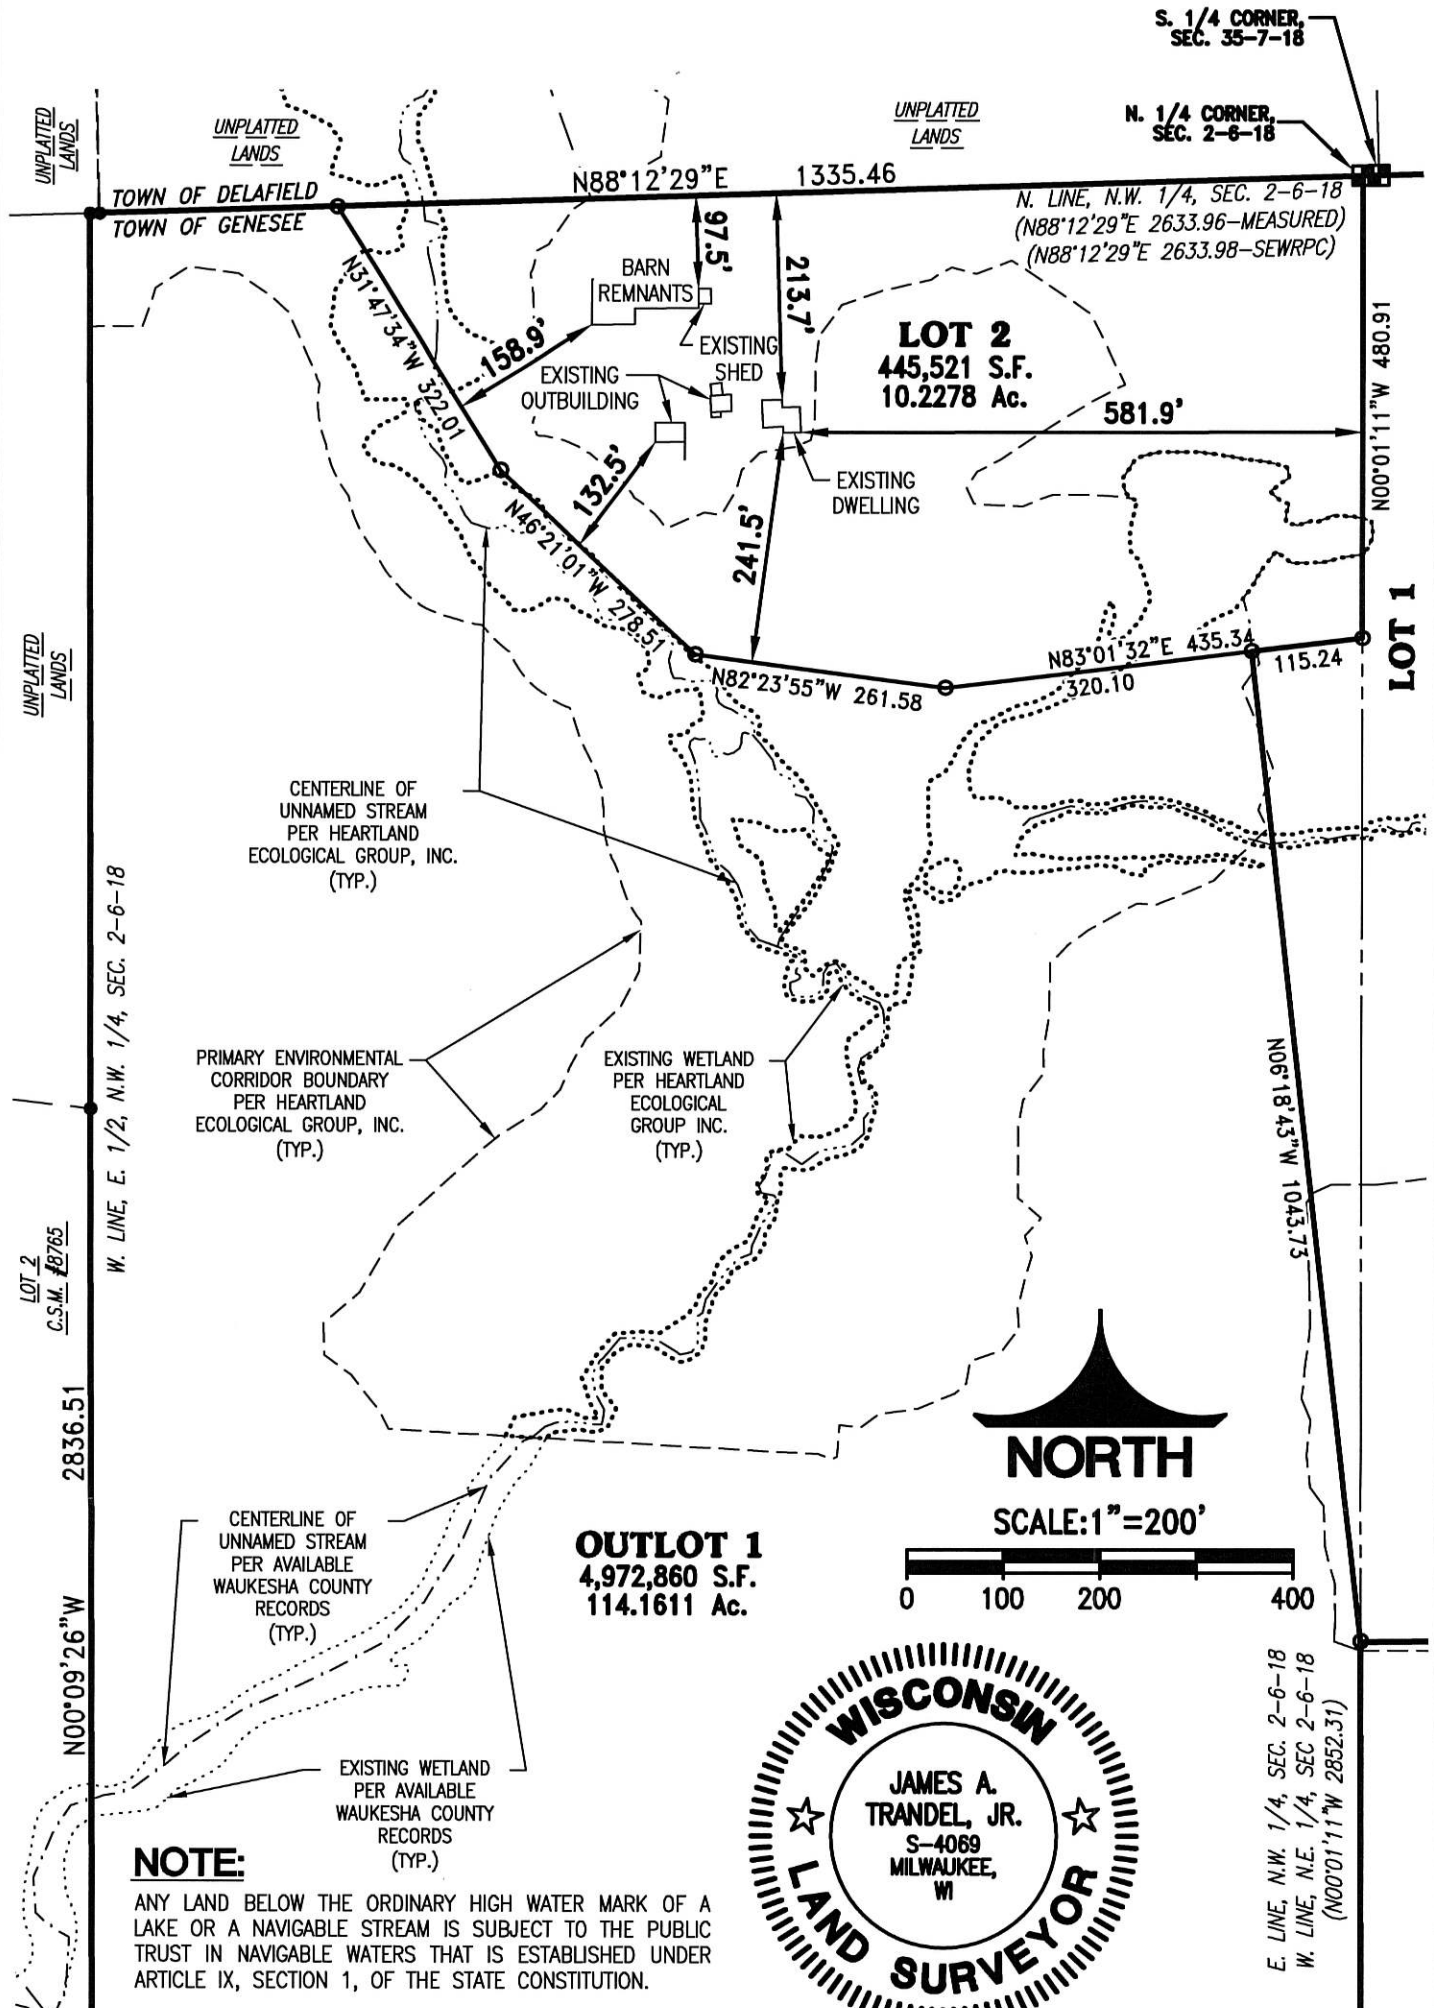 S. 1/4 CORNER,
SEC. 35-7-18
N. 1/4 CORNER,
SEC. 2-6-18
UNPLATTED
LANDS
UNPLATTED
LANDS
UNPLATTED
LANDS
TOWN OF DELAFIELD
TOWN OF GENESEE
N88°12'29"E 1335.46
N. LINE, N.W. 1/4, SEC. 2-6-18
(N88°12'29"E 2633.96-MEASURED)
(N88°12'29"E 2633.98-SEWRPC)
97.5'
213.7'
BARN
REMNANTS
N31°47'34"W 322.01
158.9'
EXISTING
SHED
EXISTING
OUTBUILDING
LOT 2
445,521 S.F.
10.2278 Ac.
581.9'
N00°01'11"W 480.91
EXISTING
DWELLING
132.5'
241.5'
N46°21'01"W 278.51
N82°23'55"W 261.58
N83°01'32"E 435.34
320.10
115.24
LOT 1
UNPLATTED
LANDS
CENTERLINE OF
UNNAMED STREAM
PER HEARTLAND
ECOLOGICAL GROUP, INC.
(TYP.)
W. LINE, E. 1/2, N.W. 1/4, SEC. 2-6-18
PRIMARY ENVIRONMENTAL
CORRIDOR BOUNDARY
PER HEARTLAND
ECOLOGICAL GROUP, INC.
(TYP.)
EXISTING WETLAND
PER HEARTLAND
ECOLOGICAL
GROUP INC.
(TYP.)
N06°18'43"W 1043.73
LOT 2
C.S.M. #8765
N00°09'26"W 2836.51
NORTH
SCALE:1"=200'
0 100 200 400
OUTLOT 1
4,972,860 S.F.
114.1611 Ac.
CENTERLINE OF
UNNAMED STREAM
PER AVAILABLE
WAUKESHA COUNTY
RECORDS
(TYP.)
EXISTING WETLAND
PER AVAILABLE
WAUKESHA COUNTY
RECORDS
(TYP.)
E. LINE, N.W. 1/4, SEC. 2-6-18
W. LINE, N.E. 1/4, SEC 2-6-18
(N00°01'11"W 2852.31)
WISCONSIN
JAMES A.
TRANDEL, JR.
S-4069
MILWAUKEE,
WI
LAND SURVEYOR
NOTE:
ANY LAND BELOW THE ORDINARY HIGH WATER MARK OF A
LAKE OR A NAVIGABLE STREAM IS SUBJECT TO THE PUBLIC
TRUST IN NAVIGABLE WATERS THAT IS ESTABLISHED UNDER
ARTICLE IX, SECTION 1, OF THE STATE CONSTITUTION.